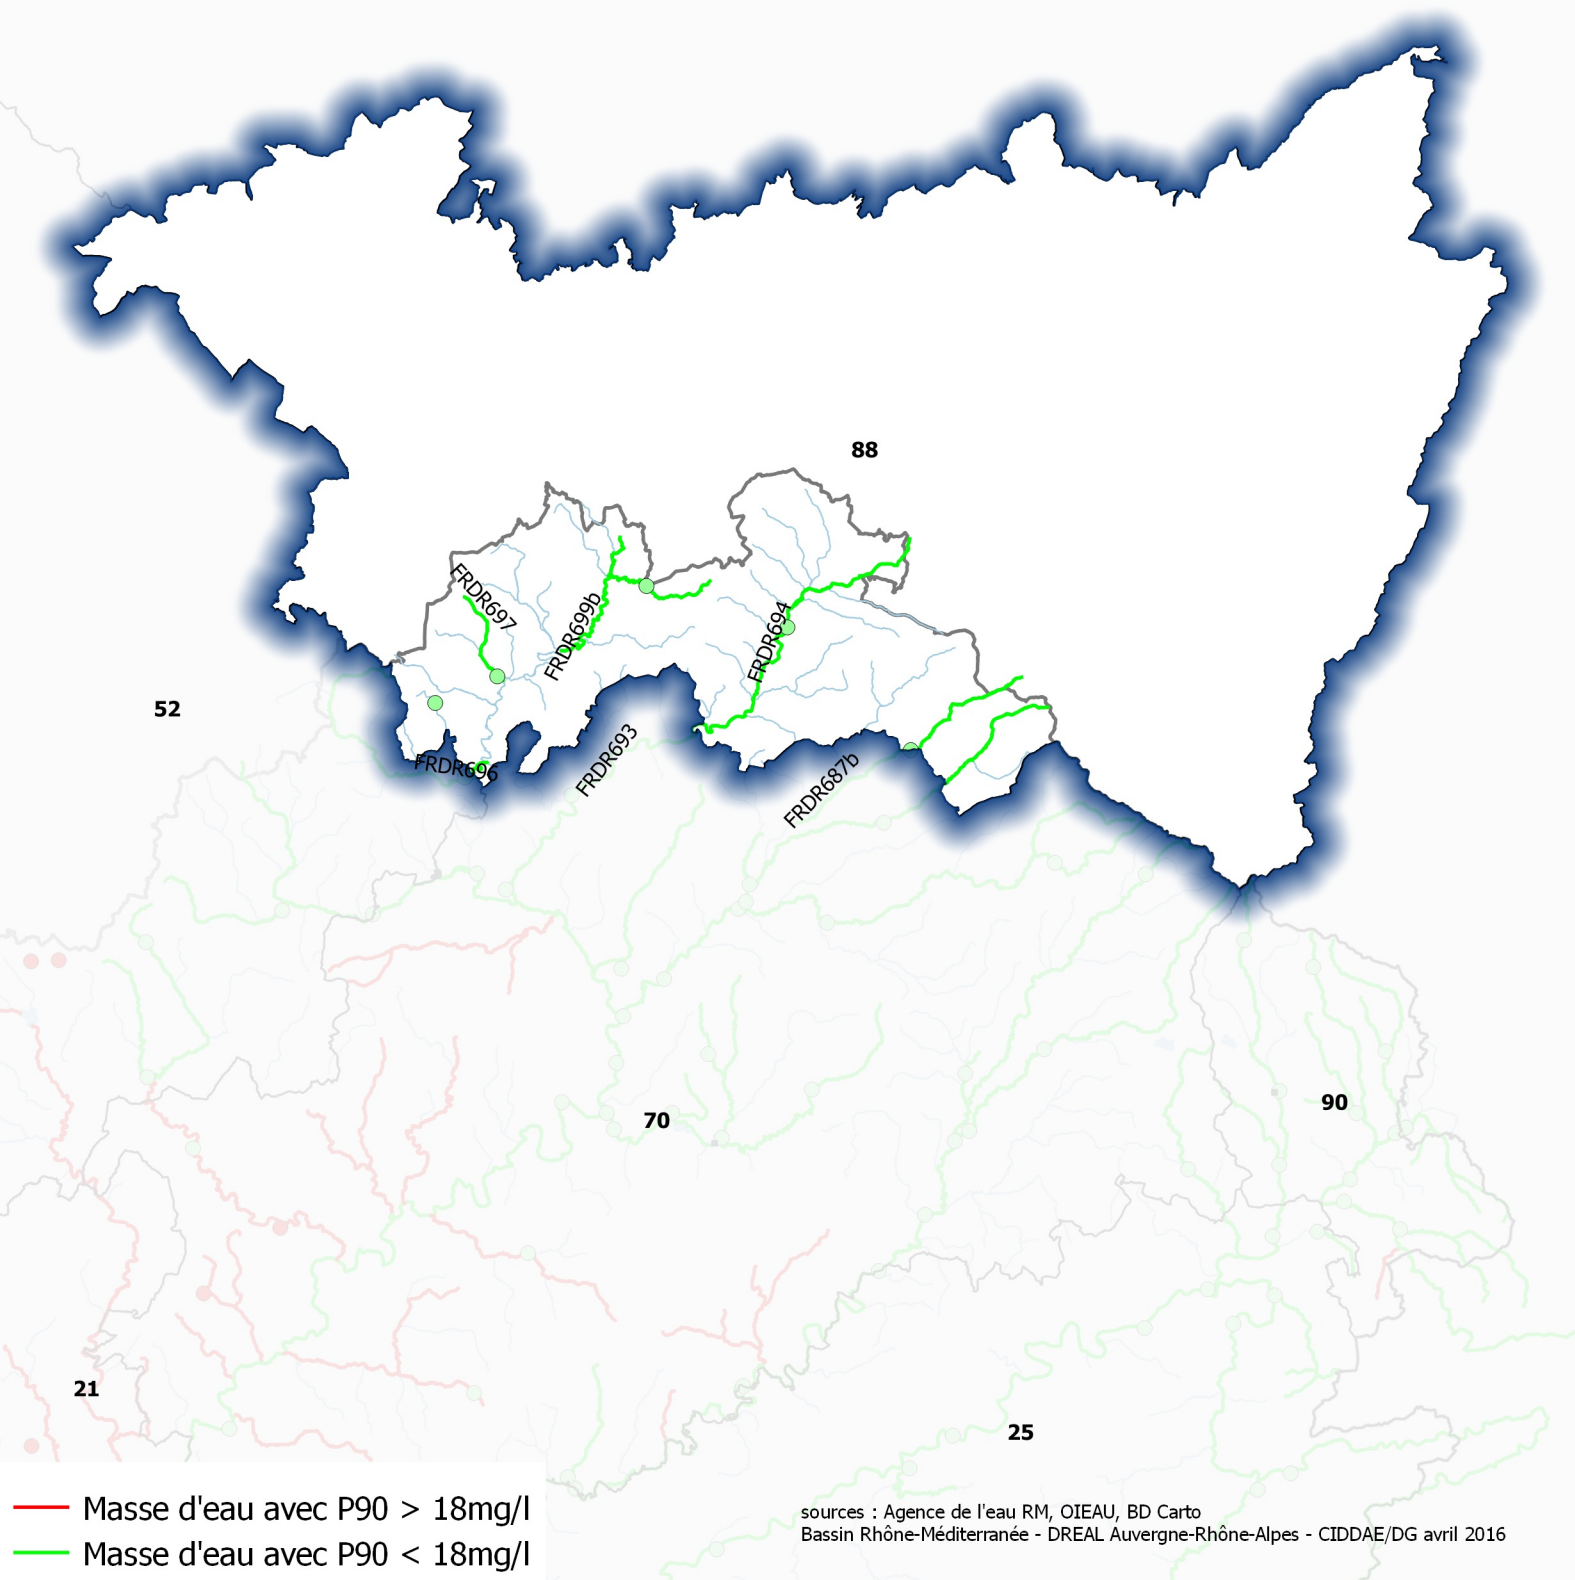 88
FRDR697
FRDR699b
FRDR694
52
FRDR696
FRDR693
FRDR687b
90
70
21
25
Masse d'eau avec P90 > 18mg/l
Masse d'eau avec P90 < 18mg/l
sources : Agence de l'eau RM, OIEAU, BD Carto
Bassin Rhône-Méditerranée - DREAL Auvergne-Rhône-Alpes - CIDDAE/DG avril 2016